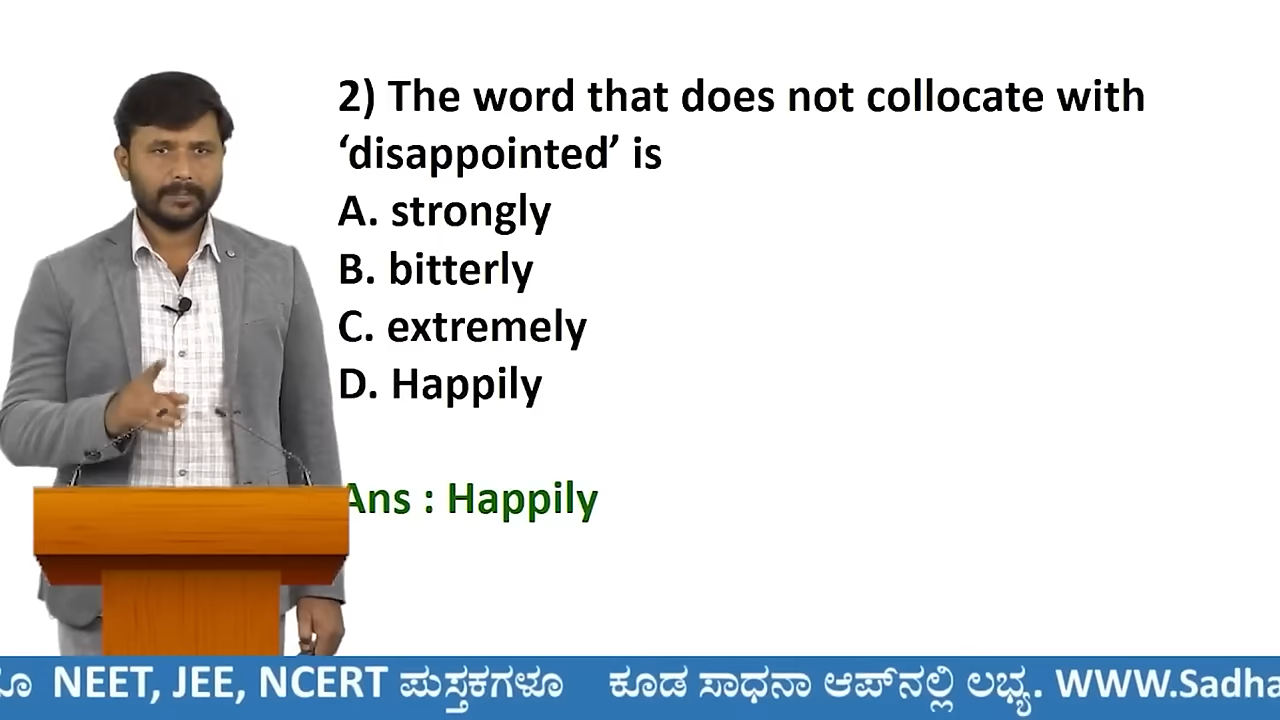 2) The word that does not collocate with
‘disappointed’ is
A. strongly
B. bitterly
C. extremely
D. Happily
Ans : Happily
NEET, JEE, NCERT ಪುಸ್ತಕಗಳೂ ಕೂಡ ಸಾಧನಾ ಆಪ್‌ನಲ್ಲಿ ಲಭ್ಯ. WWW.Sadha